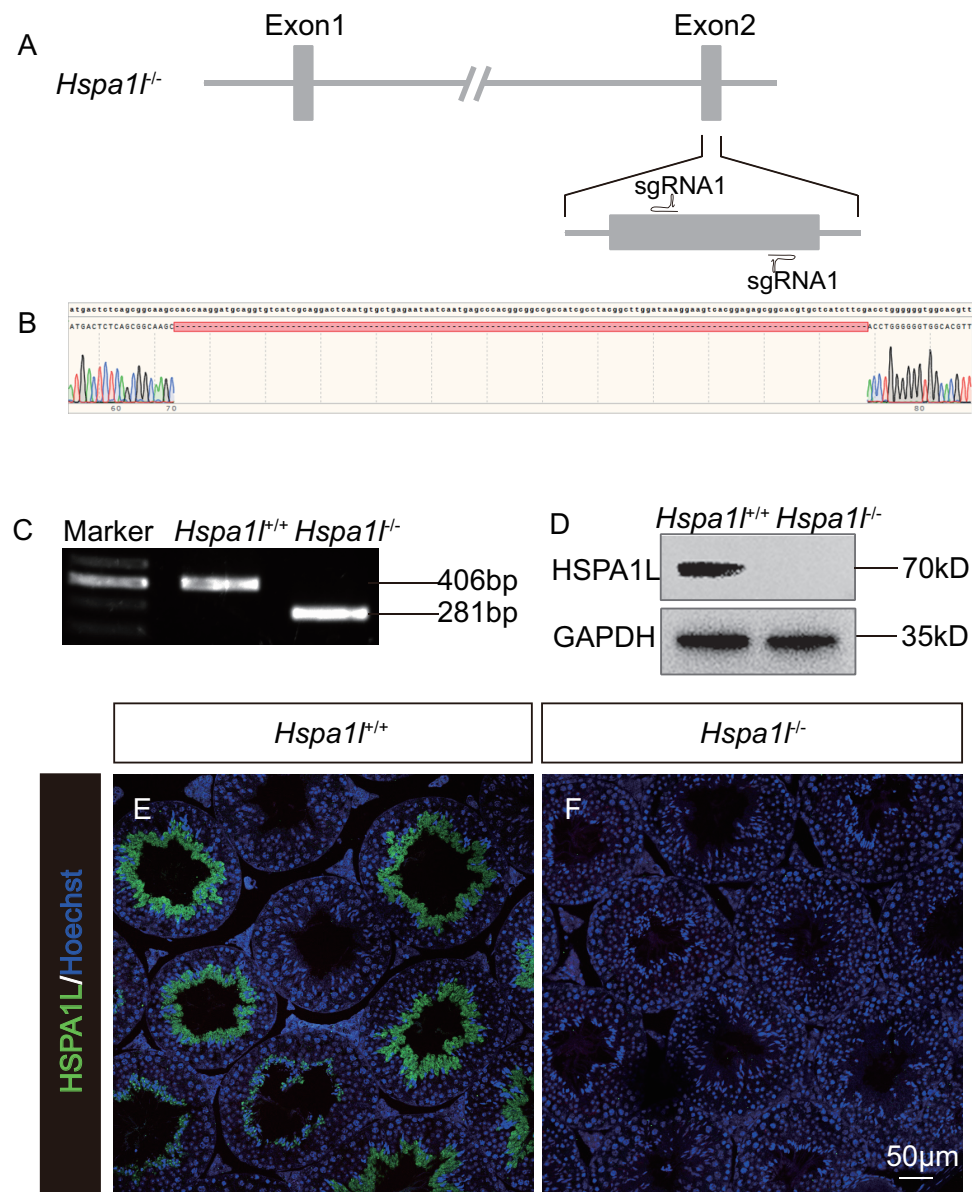 A
Exon1
Exon2
Hspa1l-/-
sgRNA1
sgRNA1
B
atgactctcagcggcaagccaccaaggatgcaggtgtcatcgcaggactcaatgtgctgagaataatcaatgagcccacggcggccgccatcgcctacggcttggataaaggaagtcacggagagcggcacgtgctcatcttcgacctggggggtggcacgtt
ATGACTCTCAGCGGCAAGC-----------------------------------------------------------------------------------------------------------------------------ACCTGGGGGGTGGCACGTT
60 70 80
C
Marker Hspa1l+/+ Hspa1l-/-
406bp
281bp
D
Hspa1l+/+ Hspa1l-/-
HSPA1L 70kD
GAPDH 35kD
Hspa1l+/+ Hspa1l-/-
HSPA1L/Hoechst
E
F
50μm